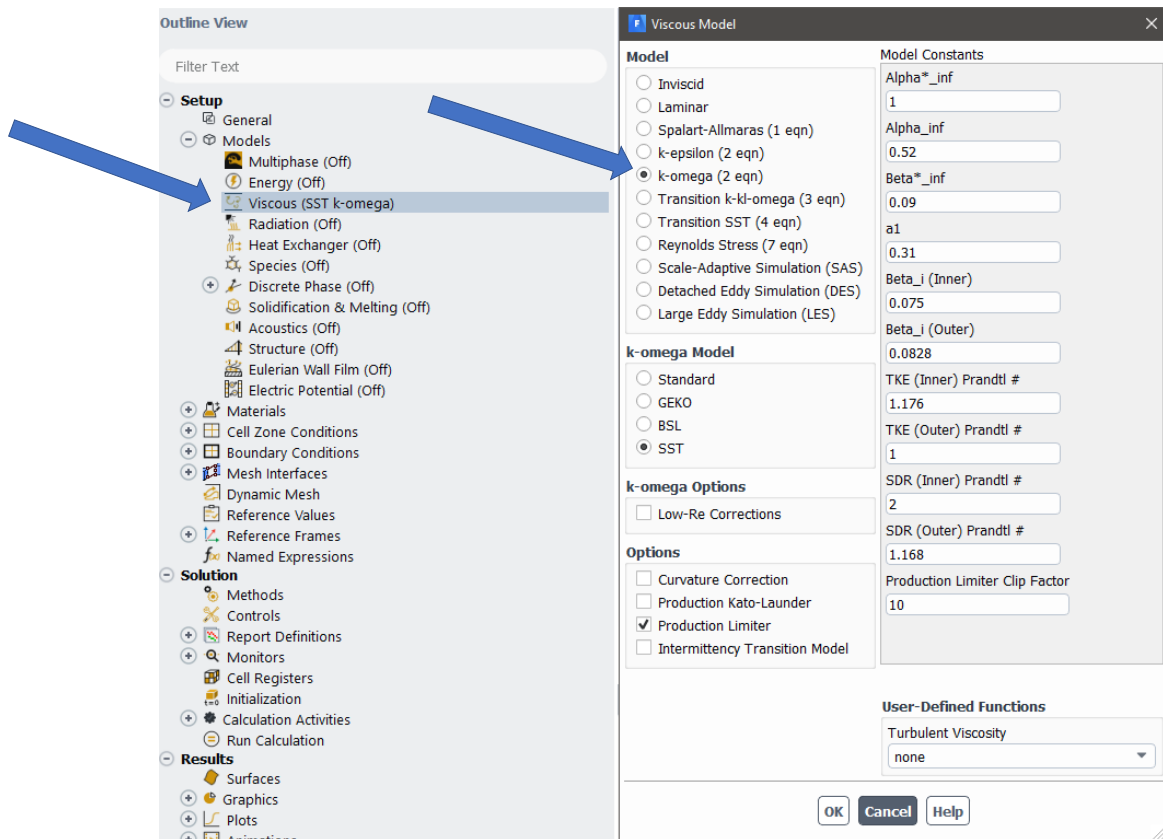 Outline View
Filter Text
Setup
General
Models
Multiphase (Off)
Energy (Off)
Viscous (SST k-omega)
Radiation (Off)
Heat Exchanger (Off)
Species (Off)
Discrete Phase (Off)
Solidification & Melting (Off)
Acoustics (Off)
Structure (Off)
Eulerian Wall Film (Off)
Electric Potential (Off)
Materials
Cell Zone Conditions
Boundary Conditions
Mesh Interfaces
Dynamic Mesh
Reference Values
Reference Frames
Named Expressions
Solution
Methods
Controls
Report Definitions
Monitors
Cell Registers
Initialization
Calculation Activities
Run Calculation
Results
Surfaces
Graphics
Plots
Animations
Viscous Model
Model
Inviscid
Laminar
Spalart-Allmaras (1 eqn)
k-epsilon (2 eqn)
k-omega (2 eqn)
Transition k-kl-omega (3 eqn)
Transition SST (4 eqn)
Reynolds Stress (7 eqn)
Scale-Adaptive Simulation (SAS)
Detached Eddy Simulation (DES)
Large Eddy Simulation (LES)
k-omega Model
Standard
GEKO
BSL
SST
k-omega Options
Low-Re Corrections
Options
Curvature Correction
Production Kato-Launder
Production Limiter
Intermittency Transition Model
Model Constants
Alpha*_inf
1
Alpha_inf
0.52
Beta*_inf
0.09
a1
0.31
Beta_i (Inner)
0.075
Beta_i (Outer)
0.0828
TKE (Inner) Prandtl #
1.176
TKE (Outer) Prandtl #
1
SDR (Inner) Prandtl #
2
SDR (Outer) Prandtl #
1.168
Production Limiter Clip Factor
10
User-Defined Functions
Turbulent Viscosity
none
OK Cancel Help